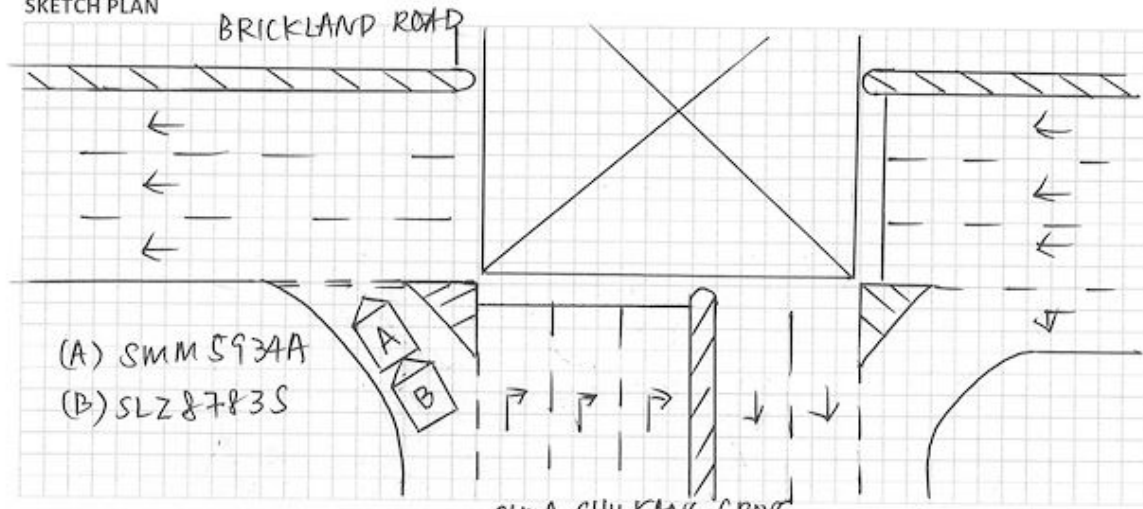 SKETCH PLAN
BRICKLAND ROAD
A
B
(A) SMM5934A
(B) SLZ8783S